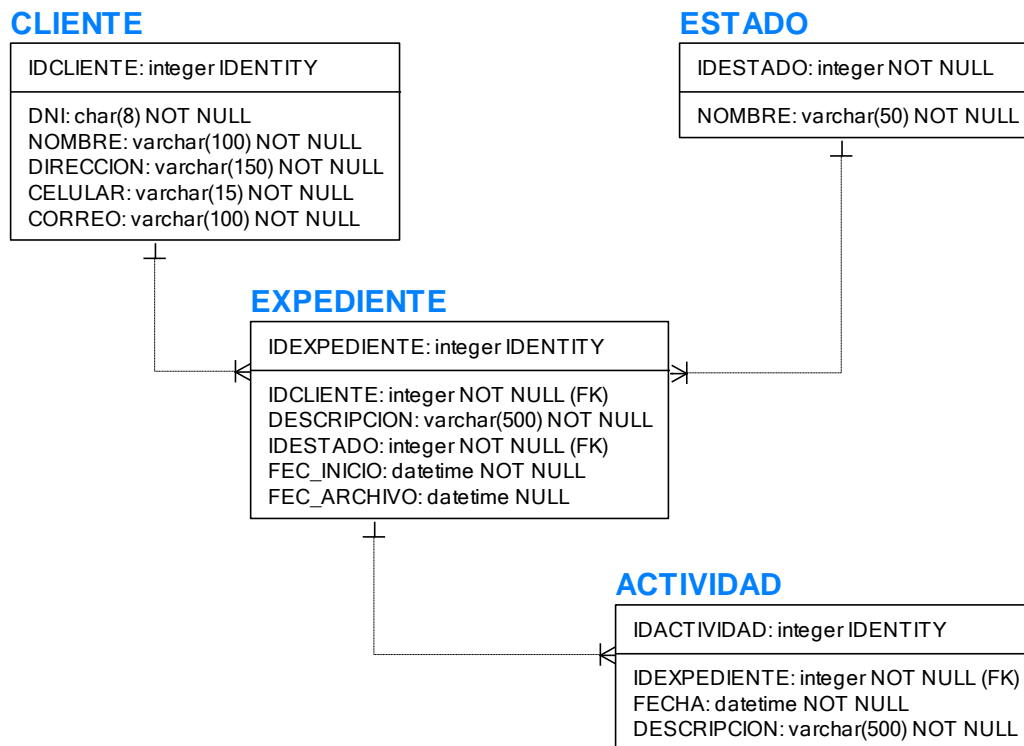 CLIENTE
IDCLIENTE: integer IDENTITY
DNI: char(8) NOT NULL
NOMBRE: varchar(100) NOT NULL
DIRECCION: varchar(150) NOT NULL
CELULAR: varchar(15) NOT NULL
CORREO: varchar(100) NOT NULL
ESTADO
IDESTADO: integer NOT NULL
NOMBRE: varchar(50) NOT NULL
EXPEDIENTE
IDEXPEDIENTE: integer IDENTITY
IDCLIENTE: integer NOT NULL (FK)
DESCRIPCION: varchar(500) NOT NULL
IDESTADO: integer NOT NULL (FK)
FEC_INICIO: datetime NOT NULL
FEC_ARCHIVO: datetime NULL
ACTIVIDAD
IDACTIVIDAD: integer IDENTITY
IDEXPEDIENTE: integer NOT NULL (FK)
FECHA: datetime NOT NULL
DESCRIPCION: varchar(500) NOT NULL